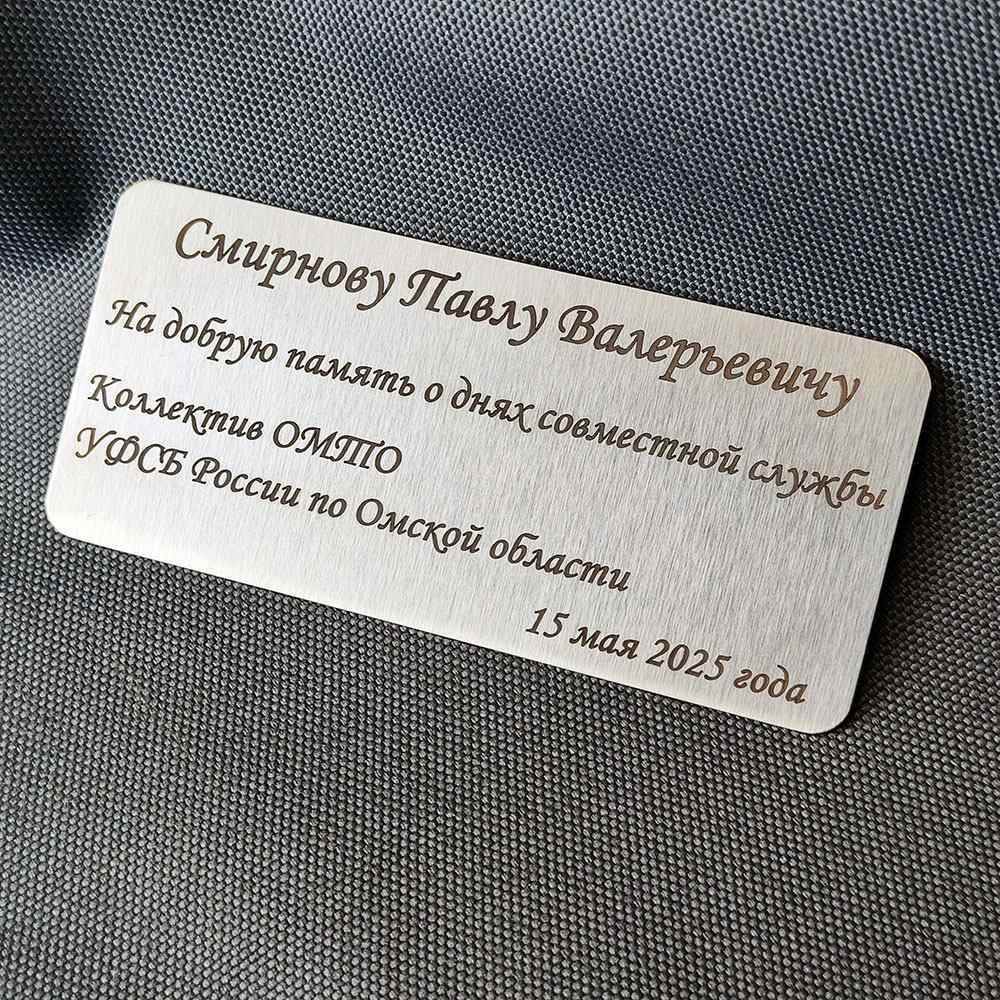 Смирнову Павлу Валерьевичу
На добрую память о днях совместной службы
Коллектив ОМТО
УФСБ России по Омской области
15 мая 2025 года